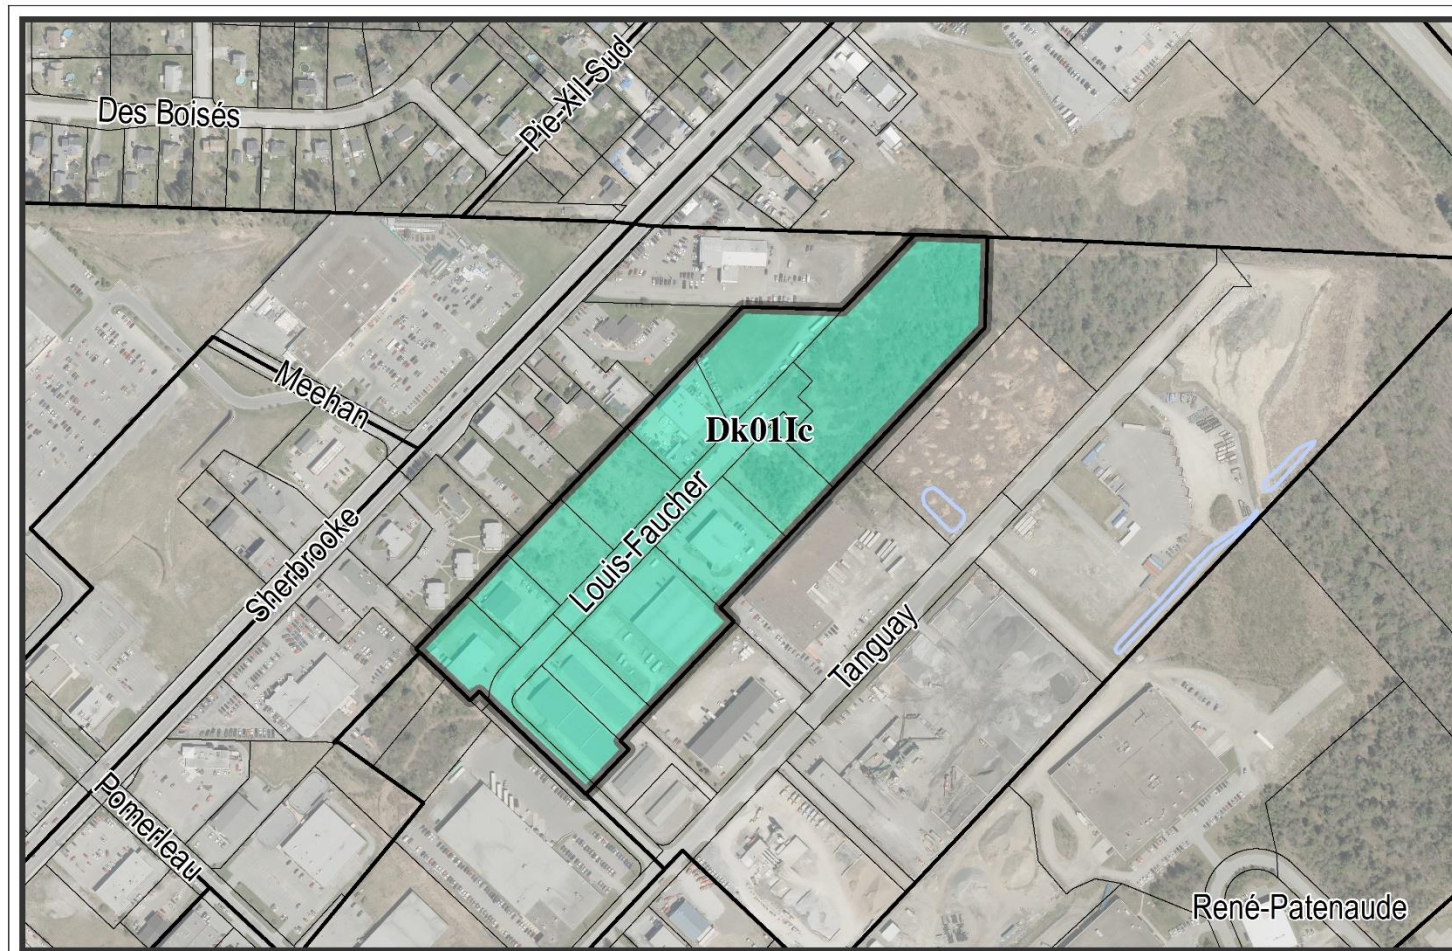 Des Boisés
Pie-XII-Sud
Meehan
Dk01Ic
Louis-Faucher
Sherbrooke
Tanguay
Pomerleau
René-Patenaude